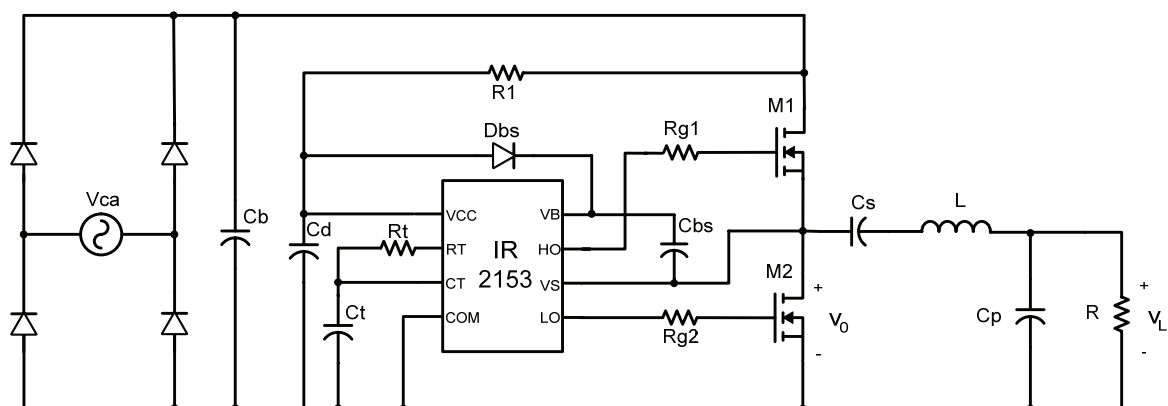 R1
M1
Dbs
Rg1
Vca
Cb
Cd
Rt
VCC
VB
Cbs
Cs
L
RT
IR
2153
HO
CT
VS
M2
Ct
COM
LO
Rg2
+
V0
-
Cp
R
+
VL
-